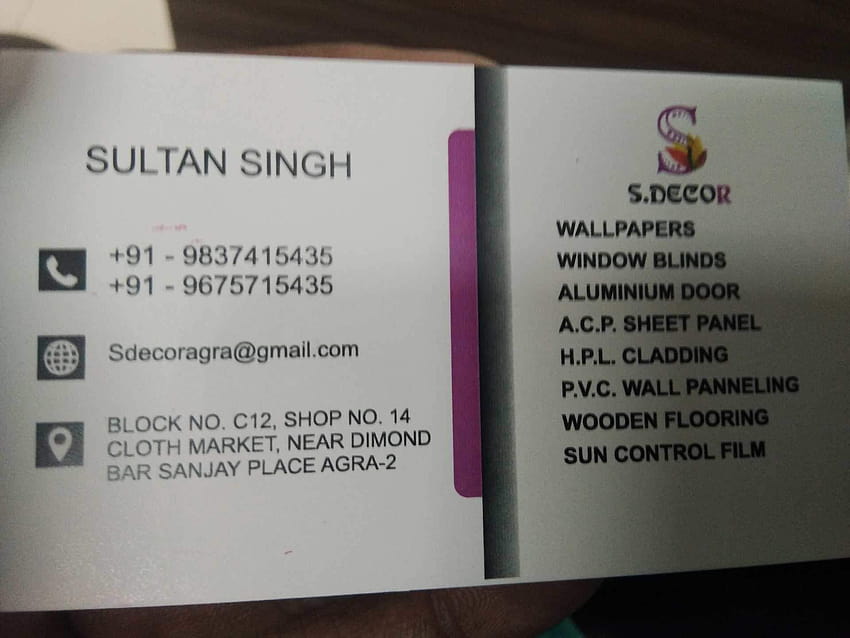 SULTAN SINGH
+91 - 9837415435
+91 - 9675715435
Sdecoragra@gmail.com
BLOCK NO. C12, SHOP NO. 14
CLOTH MARKET, NEAR DIMOND
BAR SANJAY PLACE AGRA-2
S
S.DECOR
WALLPAPERS
WINDOW BLINDS
ALUMINIUM DOOR
A.C.P. SHEET PANEL
H.P.L. CLADDING
P.V.C. WALL PANNELING
WOODEN FLOORING
SUN CONTROL FILM